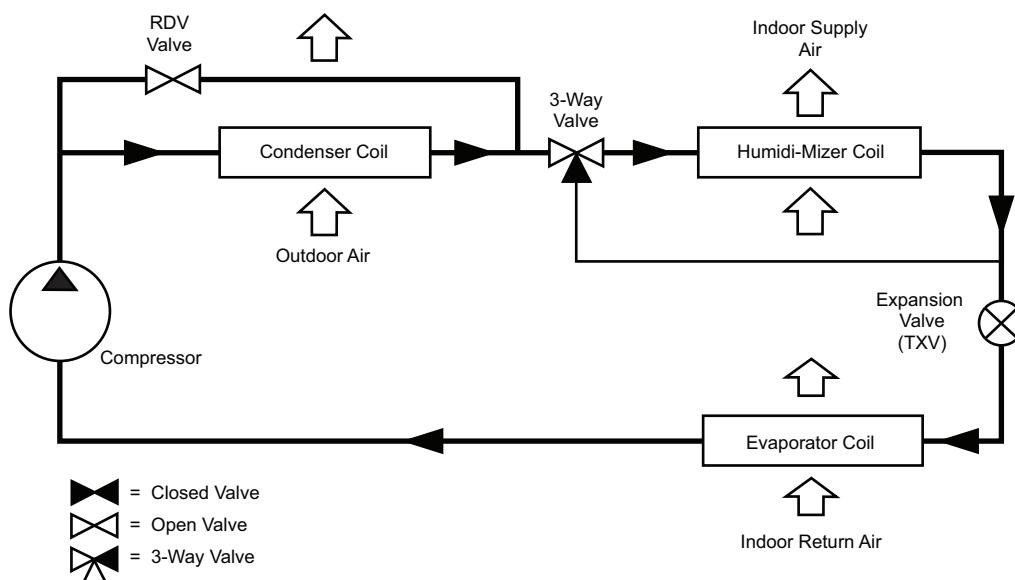 RDV
Valve
Indoor Supply
Air
3-Way
Valve
Condenser Coil
Humidi-Mizer Coil
Outdoor Air
Compressor
Expansion
Valve
(TXV)
Evaporator Coil
Indoor Return Air
= Closed Valve
= Open Valve
= 3-Way Valve